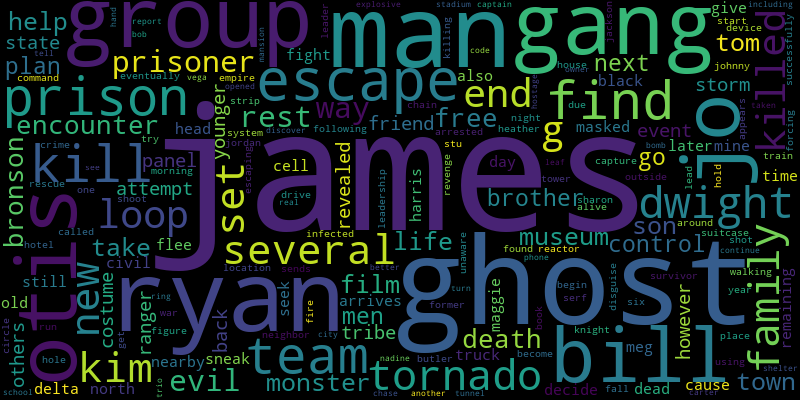 group man gang
help state plan prisoner escape fight end find next give tom storm johnny killed
prison encounter rest way friend free also black event later mine
james
kill loop set several revealed brother dwight jo
bronson panel attempt cell masked go time son control museum
otis new take flee civil life film men tribe family
ryan ghost bill
costume ranger back seek arrives maggie death however
kim team tornado town
evil monster truck cause
delta north sneak nearby figure butler decide dead
old still others hole school circle run called
hotel rescue crime try morning one see
command eventually vega empire strip chain system following
head younger jordan escaping discover arrested
report bob tell hand start device including captain stadium
explosive jackson leader killing code house owner due
mansion opened night hostage heather appears taken successfully forcing
drive real day stu leaf capture outside train
bomb lead hold shot around suitcase
infected location sends better fire war ring
unaware found reactor phone tower sharon alive
harris leadership revenge former turn book
begin serf disguise six survivor walking year
knight meg place using continue remaining
neighbor city get trio nadine become
chase another tunnel fall carter shelter